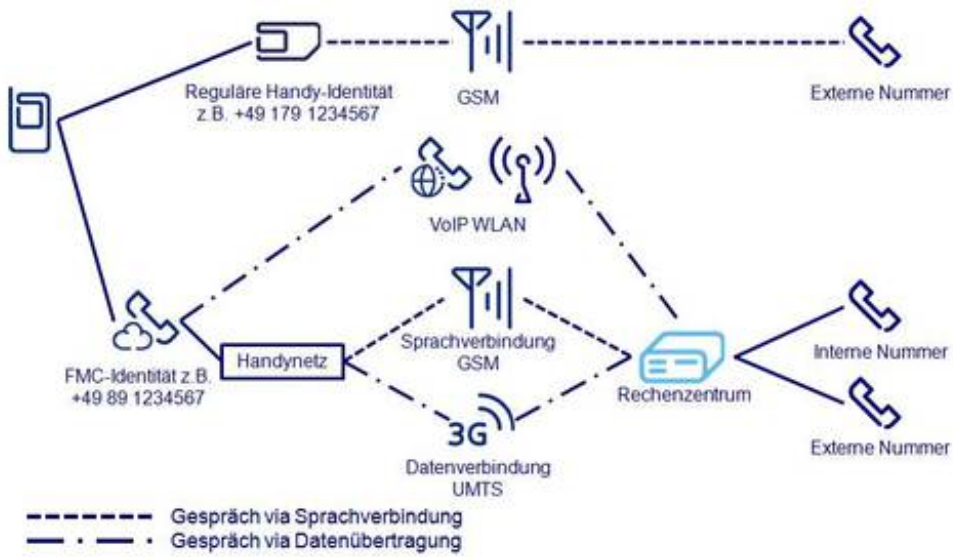 Reguläre Handy-Identität
z.B. +49 179 1234567
GSM
Externe Nummer
VoIP WLAN
FMC-Identität z.B.
+49 89 1234567
Handynetz
Sprachverbindung
GSM
3G
Datenverbindung
UMTS
Rechenzentrum
Interne Nummer
Externe Nummer
Gespräch via Sprachverbindung
Gespräch via Datenübertragung